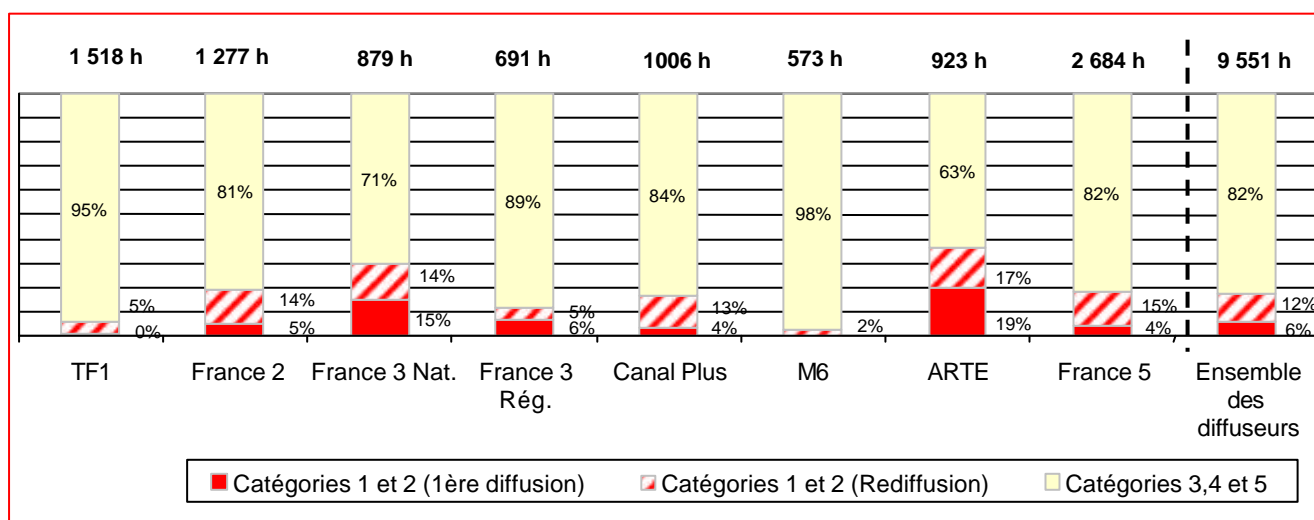 1 518 h 1 277 h 879 h 691 h 1006 h 573 h 923 h 2 684 h 9 551 h
95% 81% 71% 89% 84% 98% 63% 82% 82%
5% 14% 14% 5% 13% 2% 17% 15% 12%
0% 5% 15% 6% 4% 19% 4% 6%
TF1 France 2 France 3 Nat. France 3 Canal Plus M6 ARTE France 5 Ensemble
Rég. des
diffuseurs
Catégories 1 et 2 (1ère diffusion) Catégories 1 et 2 (Rediffusion) Catégories 3,4 et 5